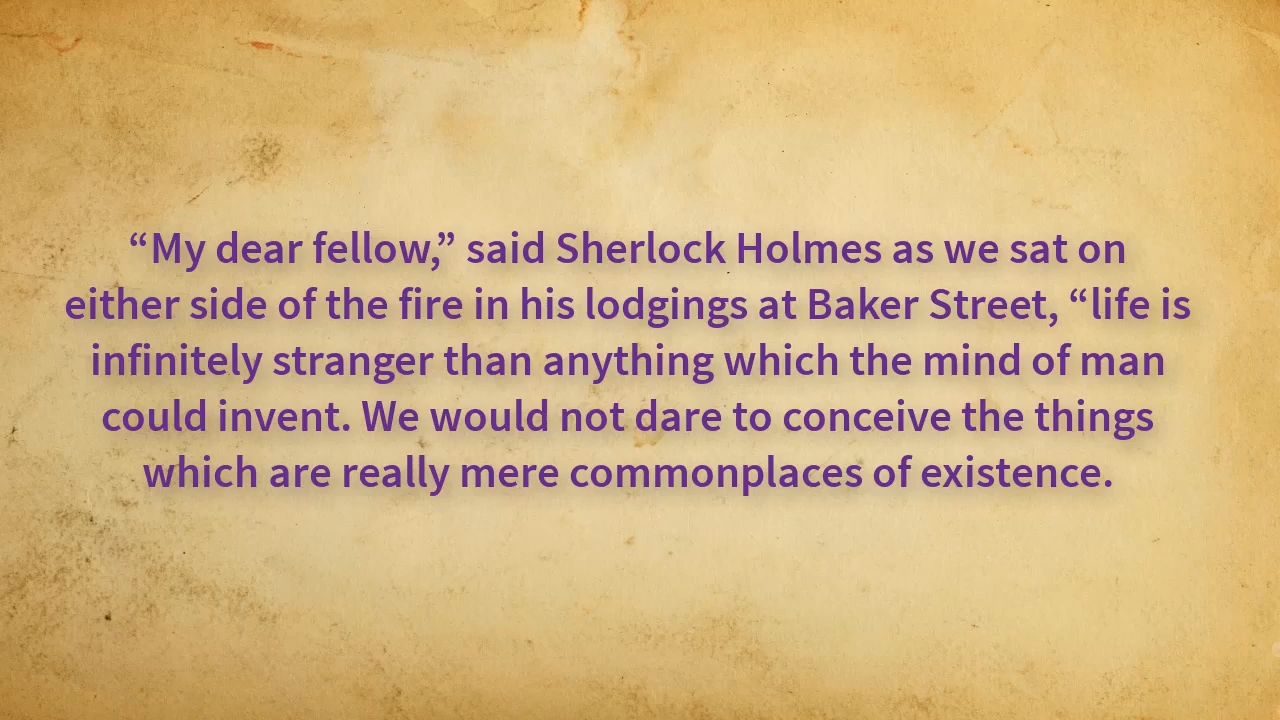 “My dear fellow,” said Sherlock Holmes as we sat on
either side of the fire in his lodgings at Baker Street, “life is
infinitely stranger than anything which the mind of man
could invent. We would not dare to conceive the things
which are really mere commonplaces of existence.